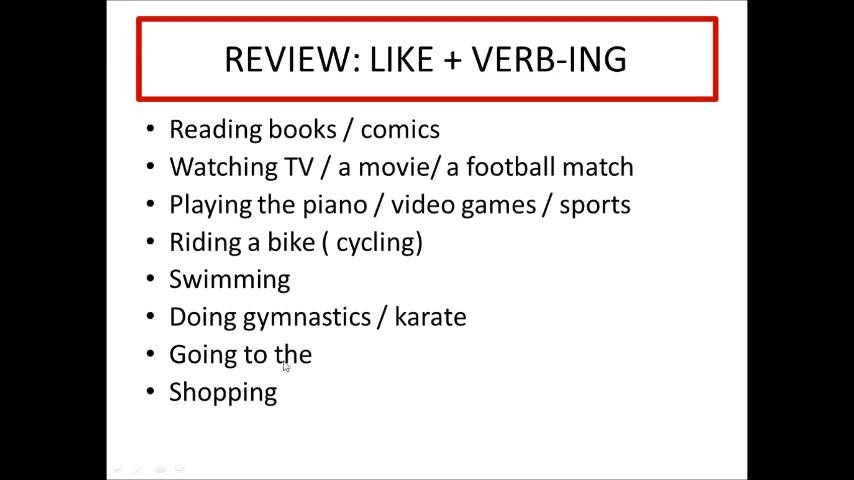 REVIEW: LIKE + VERB-ING
• Reading books / comics
• Watching TV / a movie/ a football match
• Playing the piano / video games / sports
• Riding a bike ( cycling)
• Swimming
• Doing gymnastics / karate
• Going to the
• Shopping